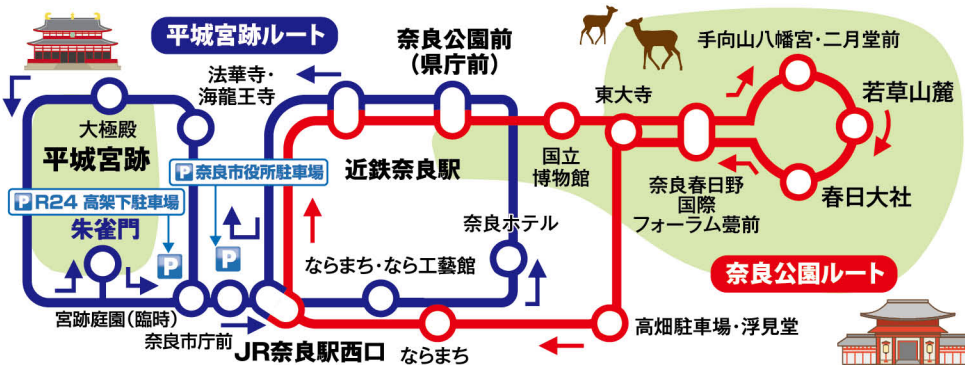 平城宮跡ルート
奈良公園前
(県庁前)
手向山八幡宮・二月堂前
法華寺・
海龍王寺
東大寺
若草山麓
大極殿
平城宮跡
P 奈良市役所駐車場
近鉄奈良駅
国立
博物館
奈良春日野
国際
フォーラム甍前
春日大社
P R24 高架下駐車場
朱雀門
奈良ホテル
P
P
ならまち・なら工藝館
奈良公園ルート
宮跡庭園(臨時)
奈良市庁前
JR奈良駅西口
ならまち
高畑駐車場・浮見堂